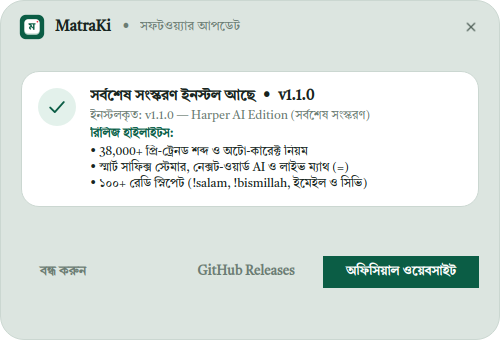 ম MatraKi • সফটওয়্যার আপডেট ×
সর্বশেষ সংস্করণ ইনস্টল আছে • v1.1.0
ইনস্টলকৃত: v1.1.0 — Harper AI Edition (সর্বশেষ সংস্করণ)
রিলিজ হাইলাইটস:
• 38,000+ প্রি-ট্রেনড শব্দ ও অটো-কারেক্ট নিয়ম
• স্মার্ট সাফিক্স স্টেমার, নেক্সট-ওয়ার্ড AI ও লাইভ ম্যাথ (=)
• ১০০+ রেডি স্নিপেট (!salam, !bismillah, ইমেইল ও সিভি)
বন্ধ করুন GitHub Releases অফিসিয়াল ওয়েবসাইট